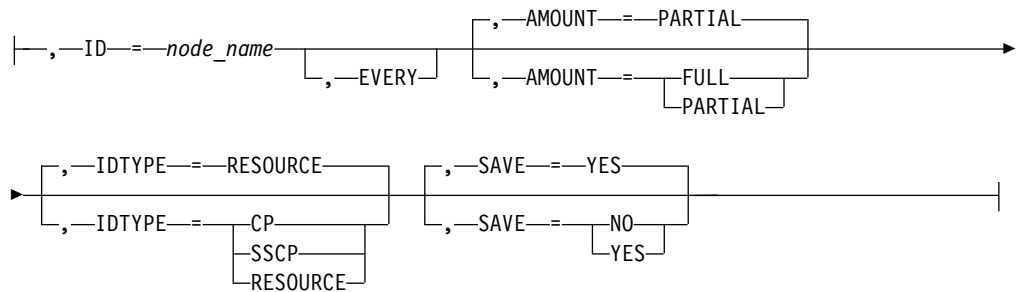 , AMOUNT = PARTIAL
, ID = node_name
, EVERY
, AMOUNT = FULL
PARTIAL
, IDTYPE = RESOURCE
, SAVE = YES
, IDTYPE = CP
SSCP
RESOURCE
, SAVE = NO
YES